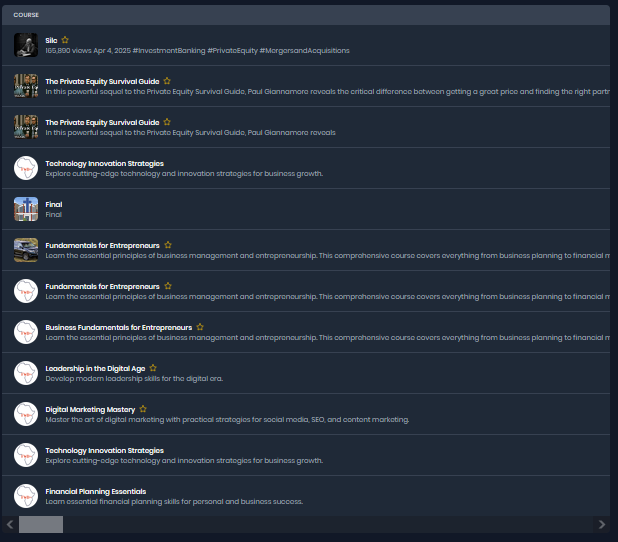 COURSE
Silo
165,890 views Apr 4, 2025 #InvestmentBanking #PrivateEquity #MergersandAcquisitions
The Private Equity Survival Guide
In this powerful sequel to the Private Equity Survival Guide, Paul Giannamore reveals the critical difference between getting a great price and finding the right partr
The Private Equity Survival Guide
In this powerful sequel to the Private Equity Survival Guide, Paul Giannamore reveals
Technology Innovation Strategies
Explore cutting-edge technology and innovation strategies for business growth.
Final
Final
Fundamentals for Entrepreneurs
Learn the essential principles of business management and entrepreneurship. This comprehensive course covers everything from business planning to financial m
Fundamentals for Entrepreneurs
Learn the essential principles of business management and entrepreneurship. This comprehensive course covers everything from business planning to financial m
Business Fundamentals for Entrepreneurs
Learn the essential principles of business management and entrepreneurship. This comprehensive course covers everything from business planning to financial m
Leadership in the Digital Age
Develop modern leadership skills for the digital era.
Digital Marketing Mastery
Master the art of digital marketing with practical strategies for social media, SEO, and content marketing.
Technology Innovation Strategies
Explore cutting-edge technology and innovation strategies for business growth.
Financial Planning Essentials
Learn essential financial planning skills for personal and business success.